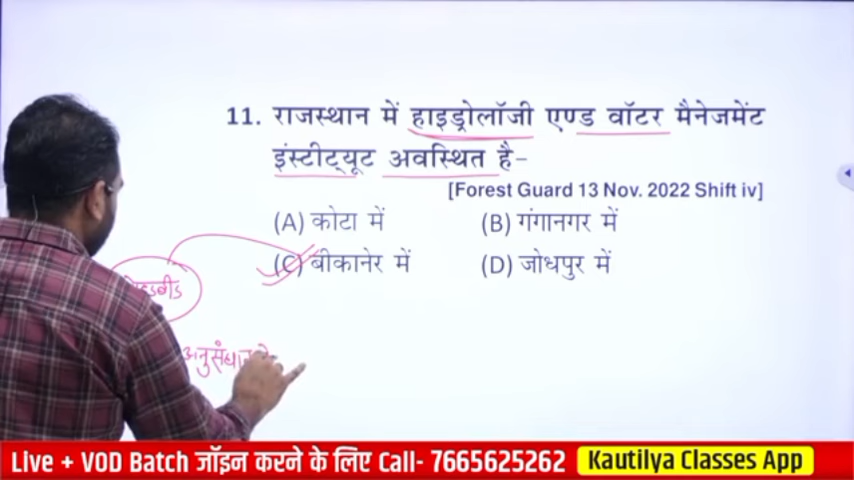 11. राजस्थान में हाइड्रोलॉजी एण्ड वॉटर मैनेजमेंट
इंस्टीट्यूट अवस्थित है-
[Forest Guard 13 Nov. 2022 Shift iv]
(A) कोटा में (B) गंगानगर में
(C) बीकानेर में (D) जोधपुर में
अनुसंधान
Live + VOD Batch जॉइन करने के लिए Call- 7665625262 Kautilya Classes App